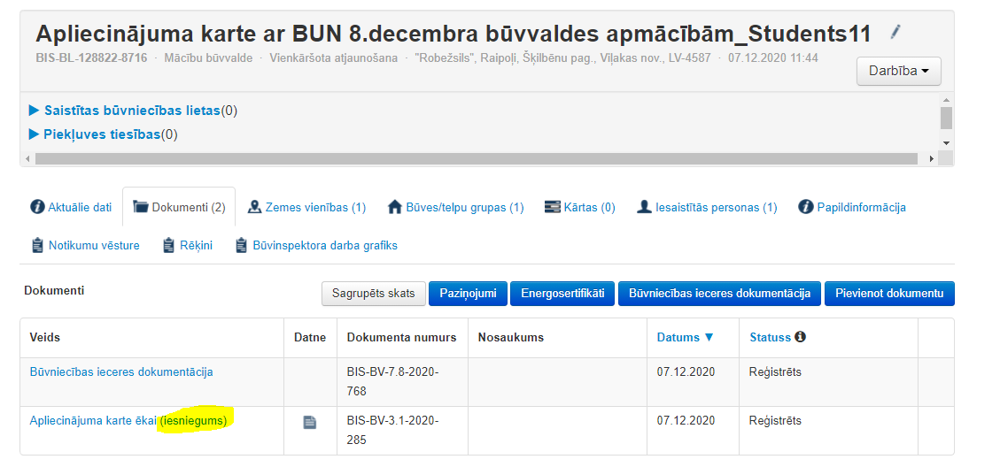 Apliecinājuma karte ar BUN 8.decembra būvvaldes apmācībām_Students11
BIS-BL-128822-8716 · Mācību būvvalde · Vienkāršota atjaunošana · "Robežsils", Raipoļi, Šķilbēnu pag., Viļakas nov., LV-4587 · 07.12.2020 11:44
Darbība
Saistītas būvniecības lietas(0)
Piekļuves tiesības(0)
Aktuālie dati Dokumenti (2) Zemes vienības (1) Būves/telpu grupas (1) Kārtas (0) Iesaistītās personas (1) Papildinformācija
Notikumu vēsture Rēķini Būvinspektora darba grafiks
Dokumenti Sagrupēts skats Paziņojumi Energosertifikāti Būvniecības ieceres dokumentācija Pievienot dokumentu
Veids Datne Dokumenta numurs Nosaukums Datums ▼ Statuss
Būvniecības ieceres dokumentācija BIS-BV-7.8-2020- 07.12.2020 Reģistrēts
768
Apliecinājuma karte ēkai (iesniegums) BIS-BV-3.1-2020- 07.12.2020 Reģistrēts
285